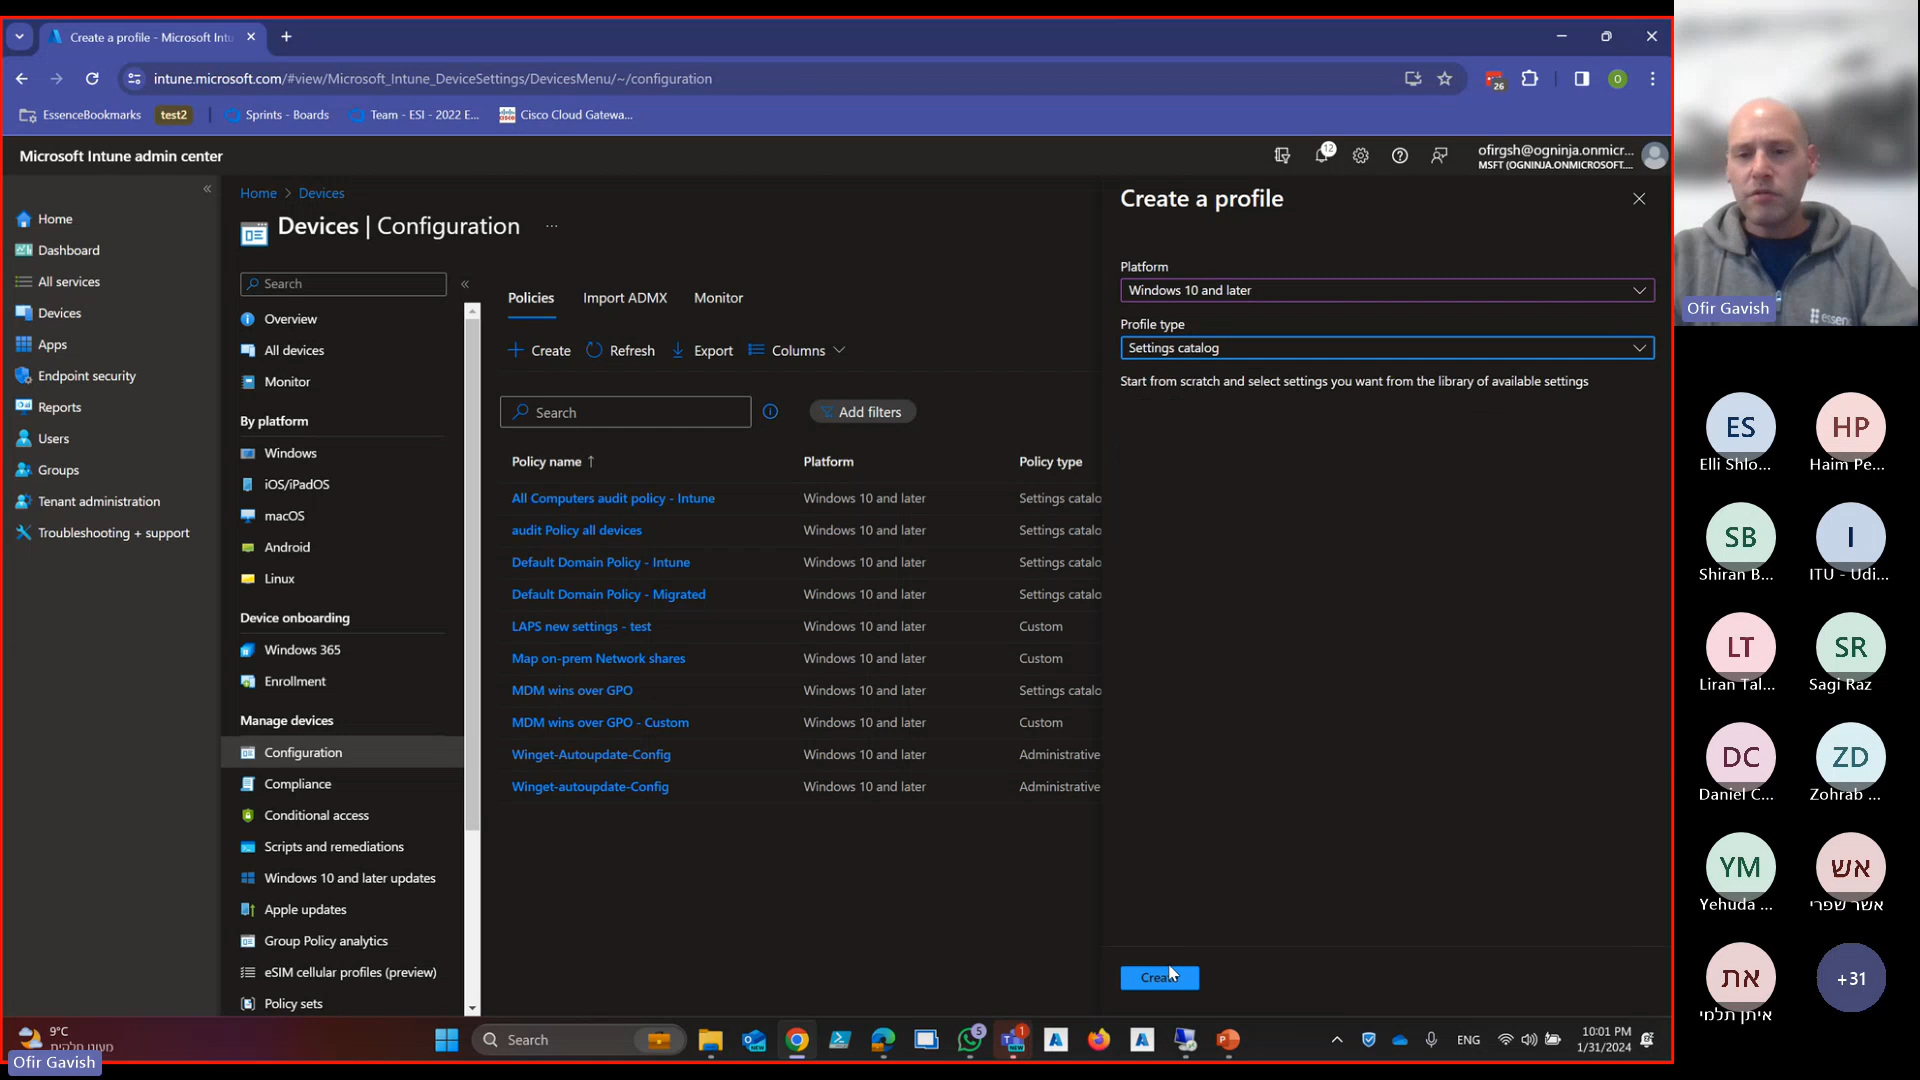 Create a profile - Microsoft Int
intune.microsoft.com/#view/Microsoft_Intune_DeviceSettings/DevicesMenu/~/configuration
26
O
EssenceBookmarks
test2
Sprints - Boards
Team - ESI - 2022 E...
Cisco Cloud Gatewa...
Microsoft Intune admin center
12
ofirgsh@ogninja.onmicr...
MSFT (OGNINJA.ONMICROSOFT....
Home
Dashboard
All services
Devices
Apps
Endpoint security
Reports
Users
Groups
Tenant administration
Troubleshooting + support
Home > Devices
Devices | Configuration
...
Search
Overview
All devices
Monitor
By platform
Windows
iOS/iPadOS
macOS
Android
Linux
Device onboarding
Windows 365
Enrollment
Manage devices
Configuration
Compliance
Conditional access
Scripts and remediations
Windows 10 and later updates
Apple updates
Group Policy analytics
eSIM cellular profiles (preview)
Policy sets
Policies
Import ADMX
Monitor
Create
Refresh
Export
Columns
Search
Add filters
Policy name ↑ Platform Policy type
All Computers audit policy - Intune Windows 10 and later Settings catalo
audit Policy all devices Windows 10 and later Settings catalo
Default Domain Policy - Intune Windows 10 and later Settings catalo
Default Domain Policy - Migrated Windows 10 and later Settings catalo
LAPS new settings - test Windows 10 and later Custom
Map on-prem Network shares Windows 10 and later Custom
MDM wins over GPO Windows 10 and later Settings catalo
MDM wins over GPO - Custom Windows 10 and later Custom
Winget-Autoupdate-Config Windows 10 and later Administrative
Winget-autoupdate-Config Windows 10 and later Administrative
Create a profile
Platform
Windows 10 and later
Profile type
Settings catalog
Start from scratch and select settings you want from the library of available settings
Create
9°C
מעונן חלקית
Search
5
1
NEW
NEW
ENG
10:01 PM
1/31/2024
Ofir Gavish
Ofir Gavish
essen
ES
Elli Shlo...
HP
Haim Pe...
SB
Shiran B...
I
ITU - Udi...
LT
Liran Tal...
SR
Sagi Raz
DC
Daniel C...
ZD
Zohrab ...
YM
Yehuda ...
אש
אשר שפרי
את
איתן תלמי
+31